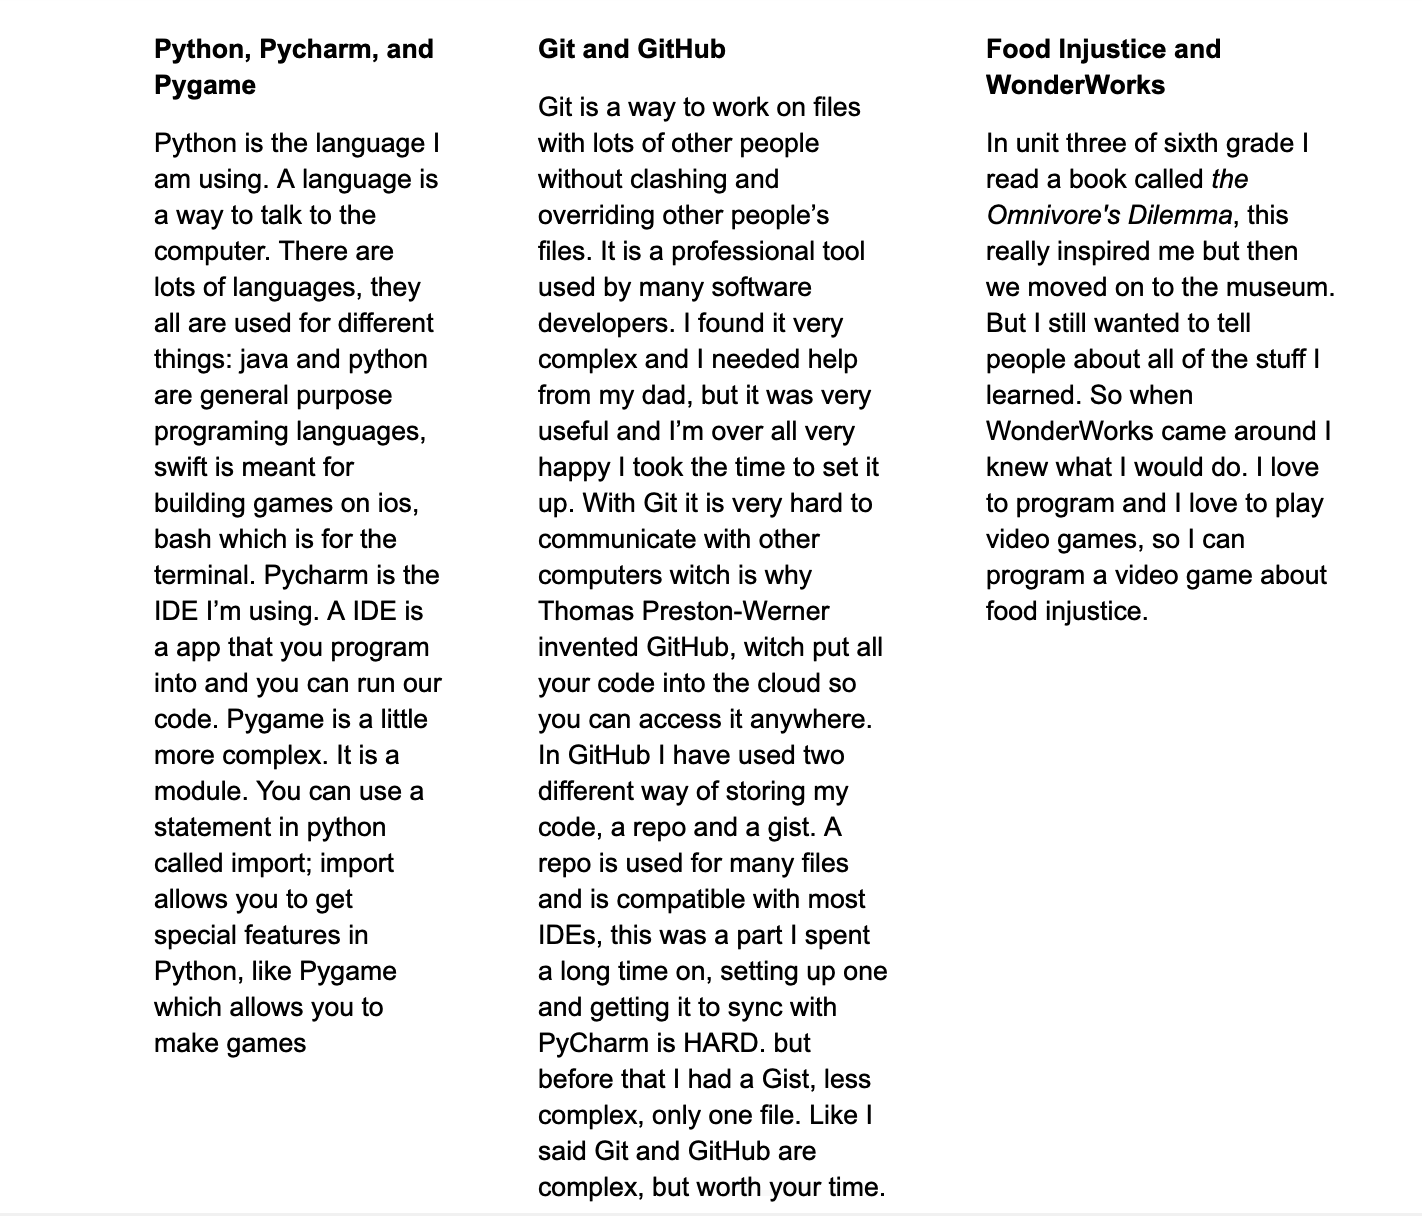 Python, Pycharm, and
Pygame
Python is the language I
am using. A language is
a way to talk to the
computer. There are
lots of languages, they
all are used for different
things: java and python
are general purpose
programing languages,
swift is meant for
building games on ios,
bash which is for the
terminal. Pycharm is the
IDE I’m using. A IDE is
a app that you program
into and you can run our
code. Pygame is a little
more complex. It is a
module. You can use a
statement in python
called import; import
allows you to get
special features in
Python, like Pygame
which allows you to
make games
Git and GitHub
Git is a way to work on files
with lots of other people
without clashing and
overriding other people’s
files. It is a professional tool
used by many software
developers. I found it very
complex and I needed help
from my dad, but it was very
useful and I’m over all very
happy I took the time to set it
up. With Git it is very hard to
communicate with other
computers witch is why
Thomas Preston-Werner
invented GitHub, witch put all
your code into the cloud so
you can access it anywhere.
In GitHub I have used two
different way of storing my
code, a repo and a gist. A
repo is used for many files
and is compatible with most
IDEs, this was a part I spent
a long time on, setting up one
and getting it to sync with
PyCharm is HARD. but
before that I had a Gist, less
complex, only one file. Like I
said Git and GitHub are
complex, but worth your time.
Food Injustice and
WonderWorks
In unit three of sixth grade I
read a book called the
Omnivore's Dilemma, this
really inspired me but then
we moved on to the museum.
But I still wanted to tell
people about all of the stuff I
learned. So when
WonderWorks came around I
knew what I would do. I love
to program and I love to play
video games, so I can
program a video game about
food injustice.